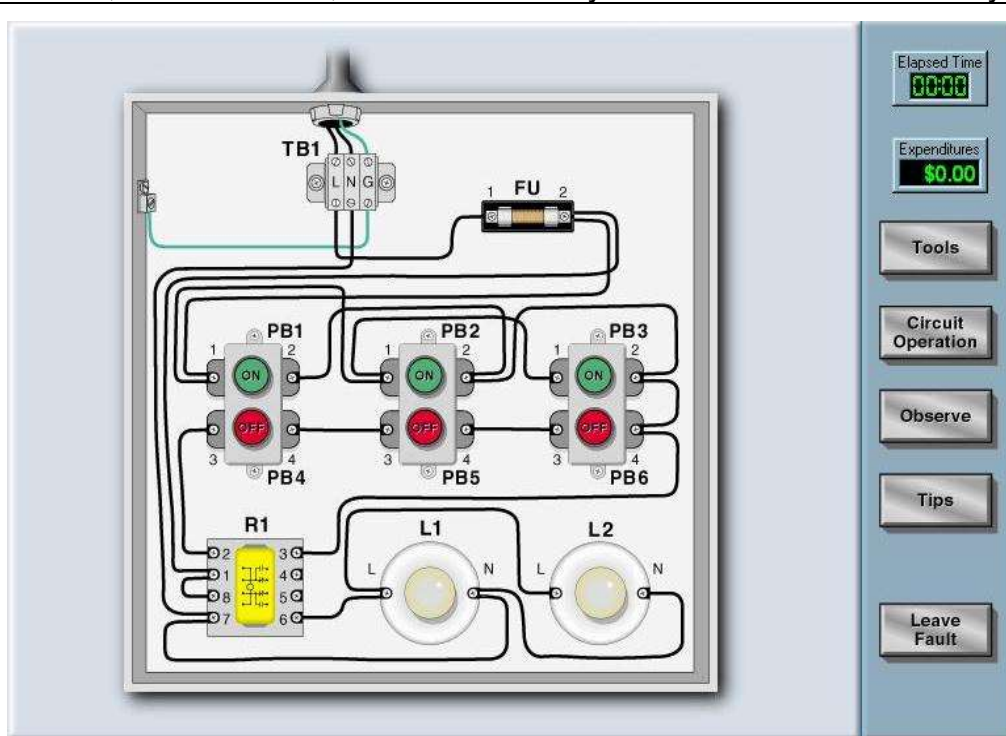 Elapsed Time
00:00
Expenditures
$0.00
Tools
Circuit
Operation
Observe
Tips
Leave
Fault
TB1
L N G
1 FU 2
PB1
PB2
PB3
1 2
1 2
1 2
ON
ON
ON
OFF
OFF
OFF
3 4
3 4
3 4
PB4
PB5
PB6
R1
L1
L2
2 3
1 4
8 5
7 6
L N
L N